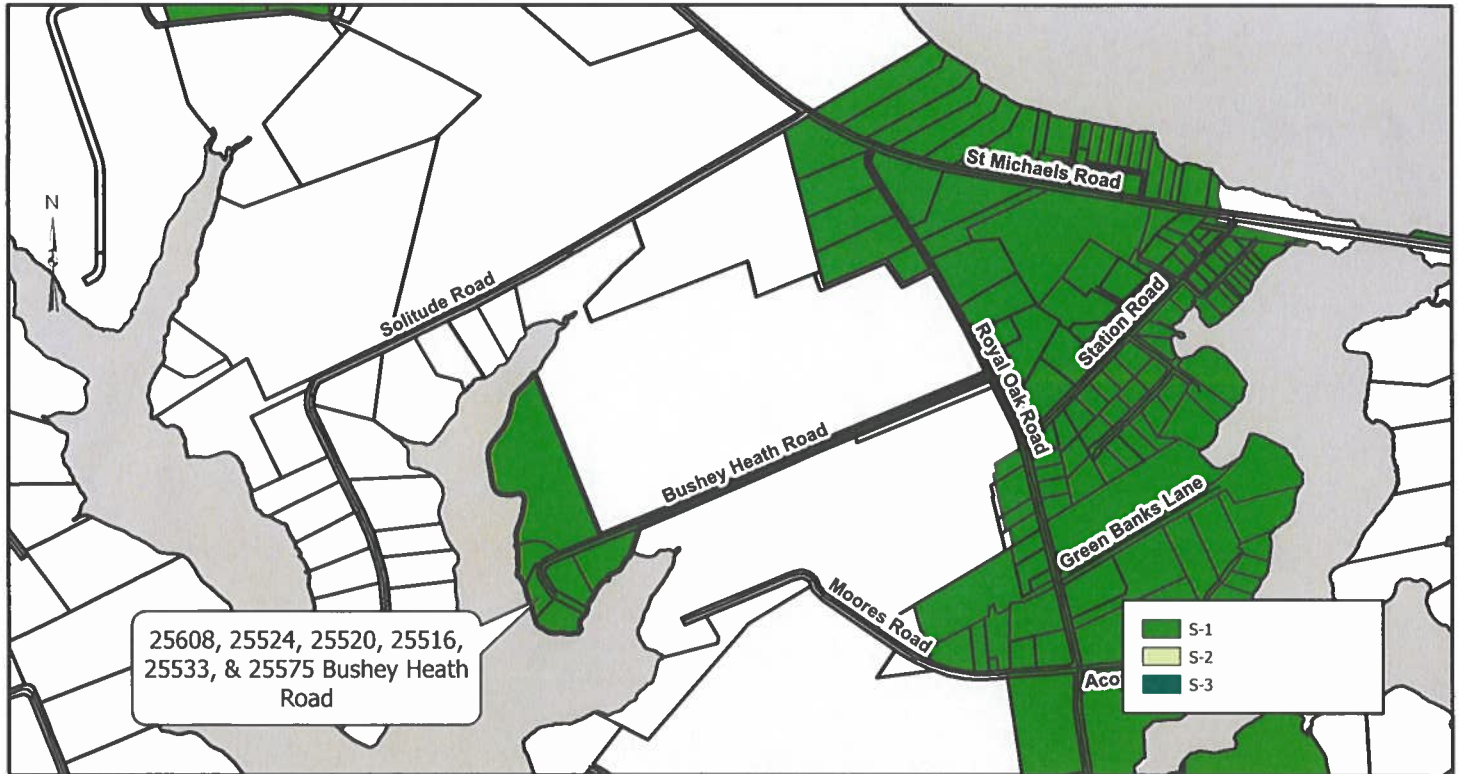 St Michaels Road
N
Solitude Road
Station Road
Royal Oak Road
Bushey Heath Road
Green Banks Lane
Moores Road
25608, 25524, 25520, 25516,
25533, & 25575 Bushey Heath
Road
S-1
S-2
S-3
Aco